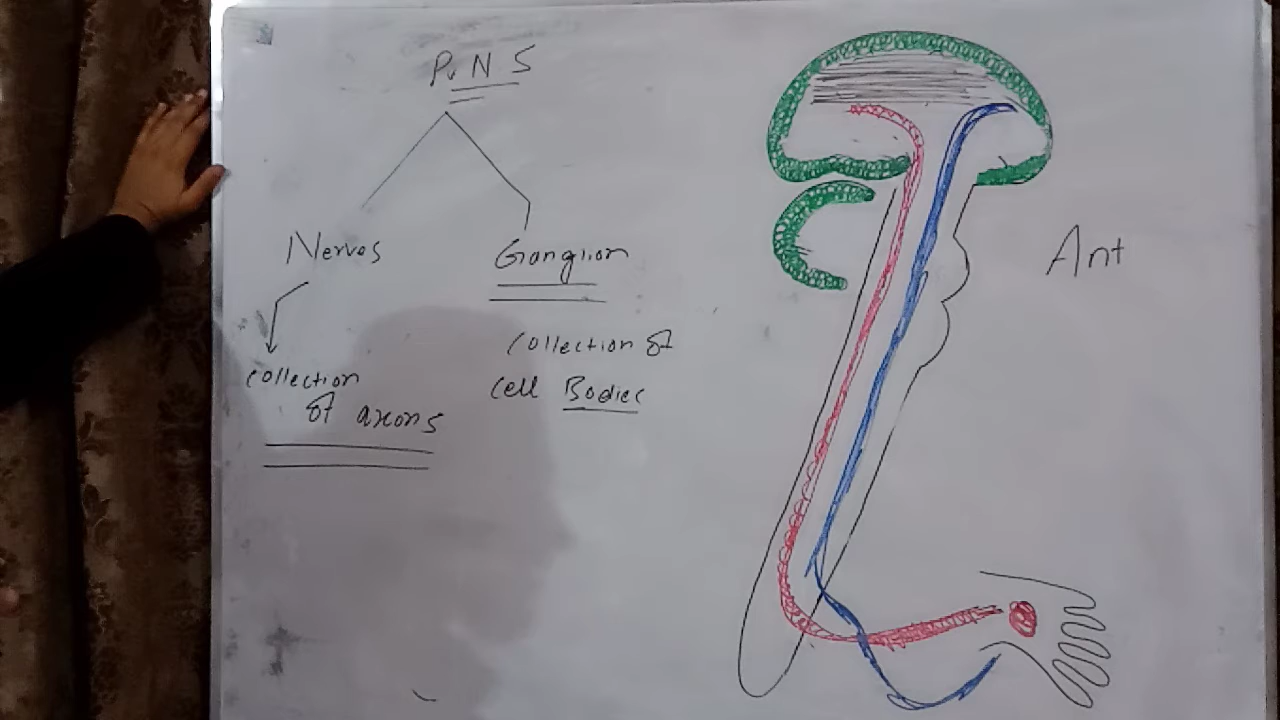 P.N S
Nerves
Ganglion
collection
of axons
Collection of
cell Bodies
Ant